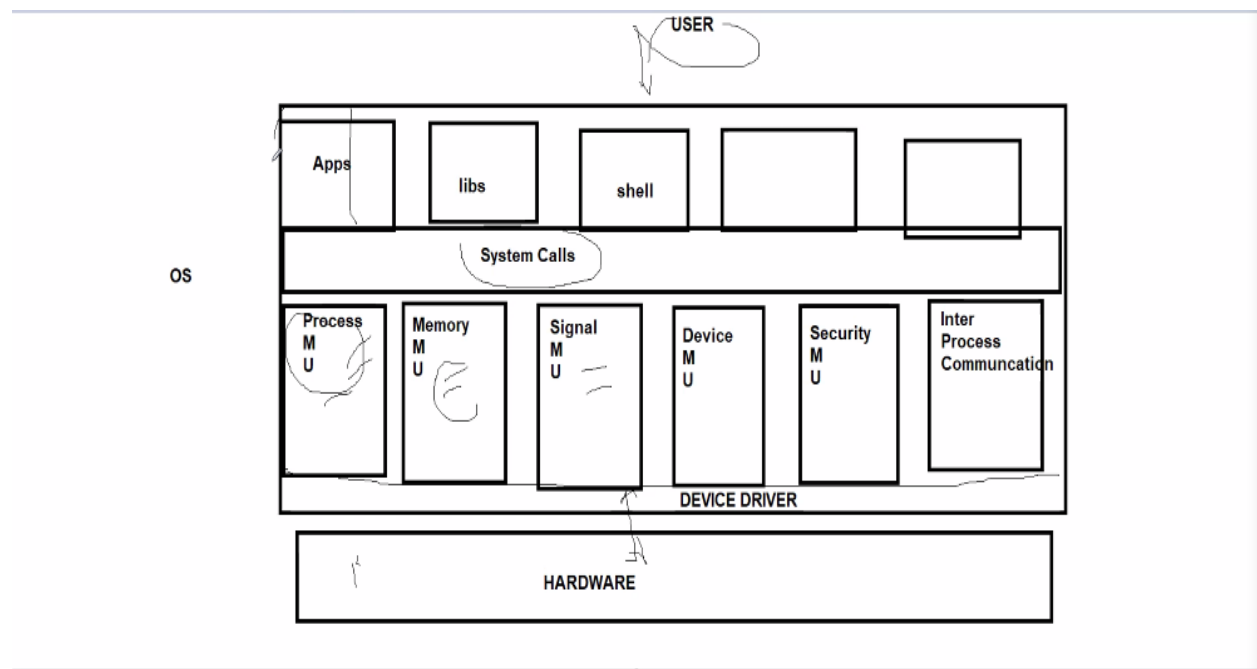 USER
Apps
libs
shell
System Calls
OS
Process
M
U
Memory
M
U
Signal
M
U
Device
M
U
Security
M
U
Inter
Process
Communcation
DEVICE DRIVER
HARDWARE